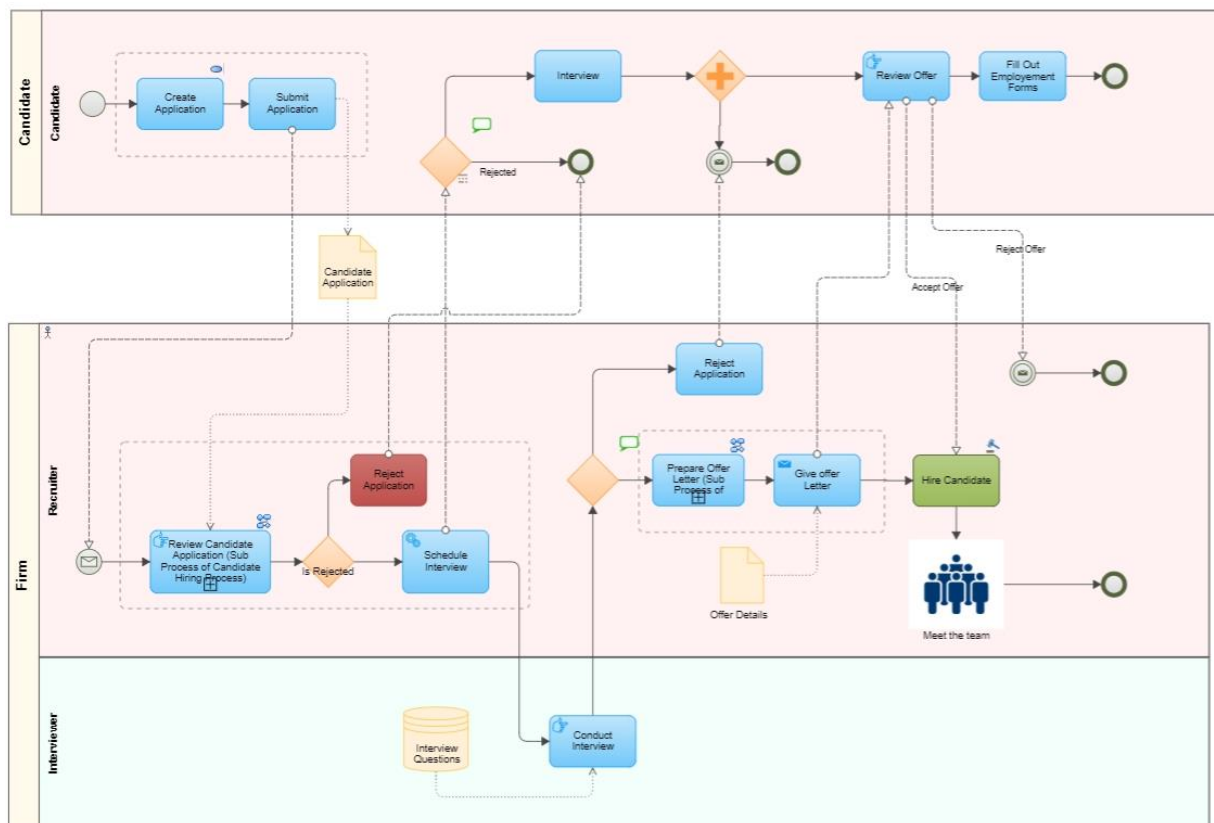 Candidate
Candidate
Create
Application
Submit
Application
Interview
Rejected
Review Offer
Fill Out
Employement
Forms
Candidate
Application
Reject Offer
Accept Offer
Firm
Recruiter
Reject
Application
Reject
Application
Prepare Offer
Letter (Sub
Process of
Give offer
Letter
Hire Candidate
Review Candidate
Application (Sub
Process of Candidate
Hiring Process)
Is Rejected
Schedule
Interview
Offer Details
Meet the team
Interviewer
Interview
Questions
Conduct
Interview